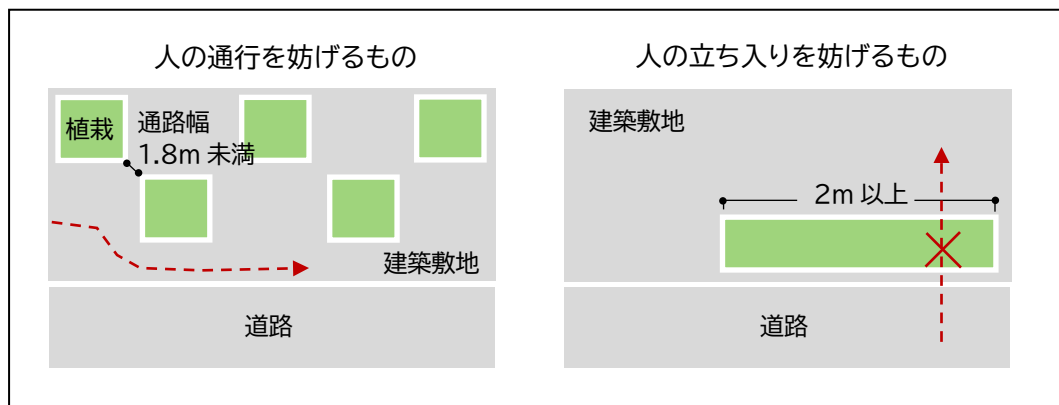 人の通行を妨げるもの
植栽
通路幅
1.8m 未満
建築敷地
道路
人の立ち入りを妨げるもの
建築敷地
2m 以上
道路